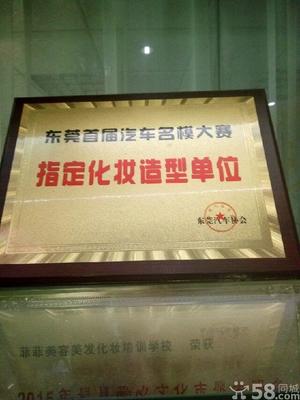 东莞首届汽车名模大赛
指定化妆造型单位
东莞汽车协会
菲菲美容美发化妆培训学校 荣获
58同城
58.com